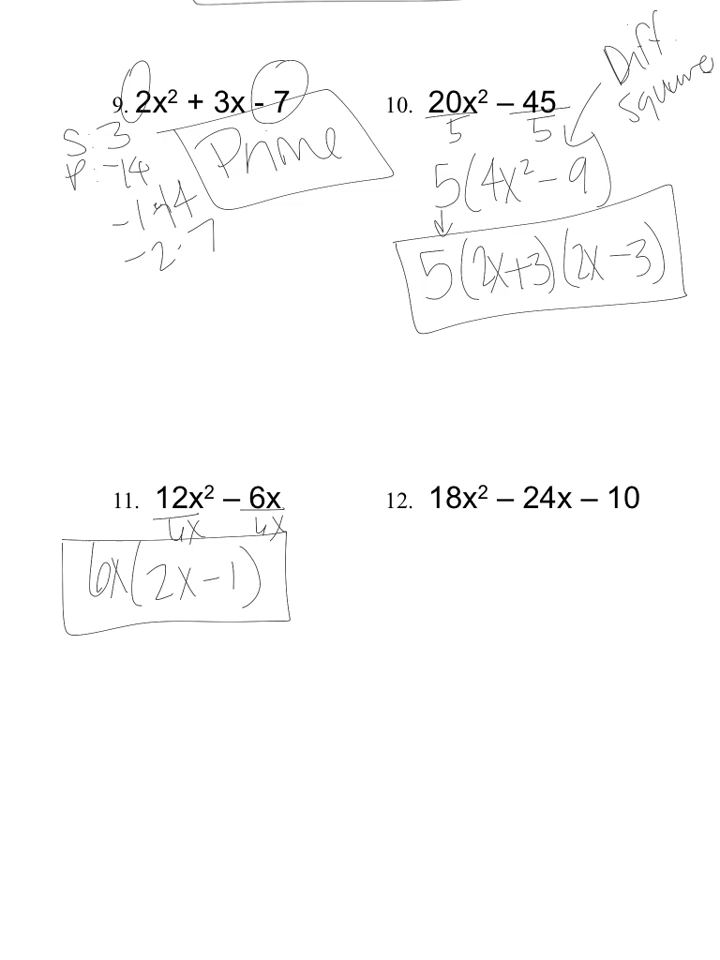 9. 2x² + 3x - 7
S: 3
P: -14
-1·14
-2·7
Prime
10. 20x² – 45
5 5
Diff. square
5(4x² - 9)
5(2x+3)(2x-3)
11. 12x² – 6x
6x 6x
6x(2x-1)
12. 18x² – 24x – 10